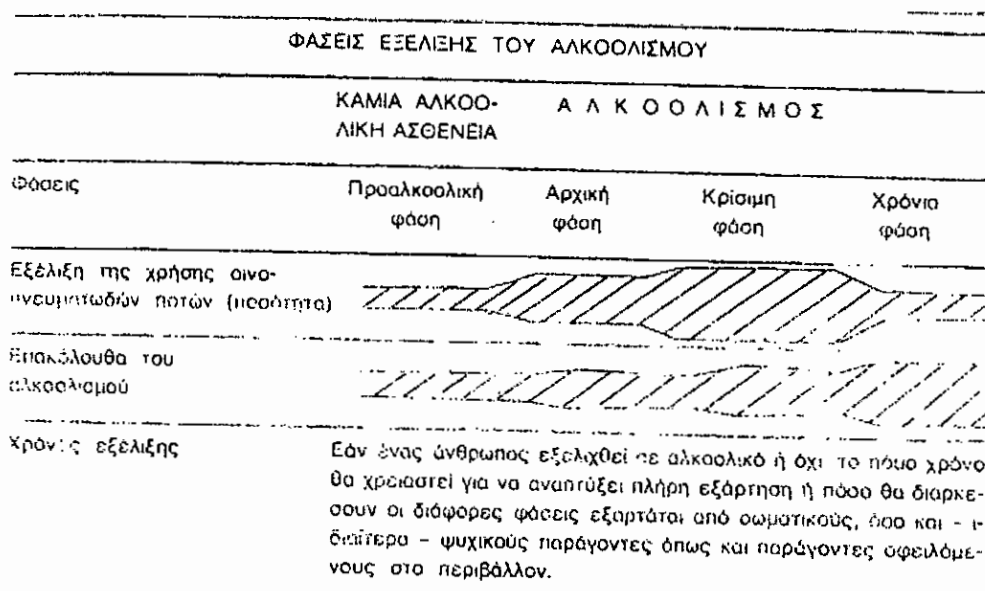 ΦΑΣΕΙΣ ΕΞΕΛΙΞΗΣ ΤΟΥ ΑΛΚΟΟΛΙΣΜΟΥ
ΚΑΜΙΑ ΑΛΚΟΟ-
ΛΙΚΗ ΑΣΘΕΝΕΙΑ
Α Λ Κ Ο Ο Λ Ι Σ Μ Ο Σ
Φάσεις
Προαλκοολική
φάση
Αρχική
φάση
Κρίσιμη
φάση
Χρόνια
φάση
Εξέλιξη της χρήσης οινο-
πνευματωδών ποτών (ποσότητα)
Επακόλουθα του
αλκοολισμού
Χρόνος εξέλιξης
Εάν ένας άνθρωπος εξελιχθεί σε αλκοολικό ή όχι το πόσο χρόνο
θα χρειαστεί για να αναπτύξει πλήρη εξάρτηση ή πόσο θα διαρκέ-
σουν οι διάφορες φάσεις εξαρτάται από σωματικούς, όσο και - ι-
διαίτερα - ψυχικούς παράγοντες όπως και παράγοντες οφειλόμε-
νους στο περιβάλλον.